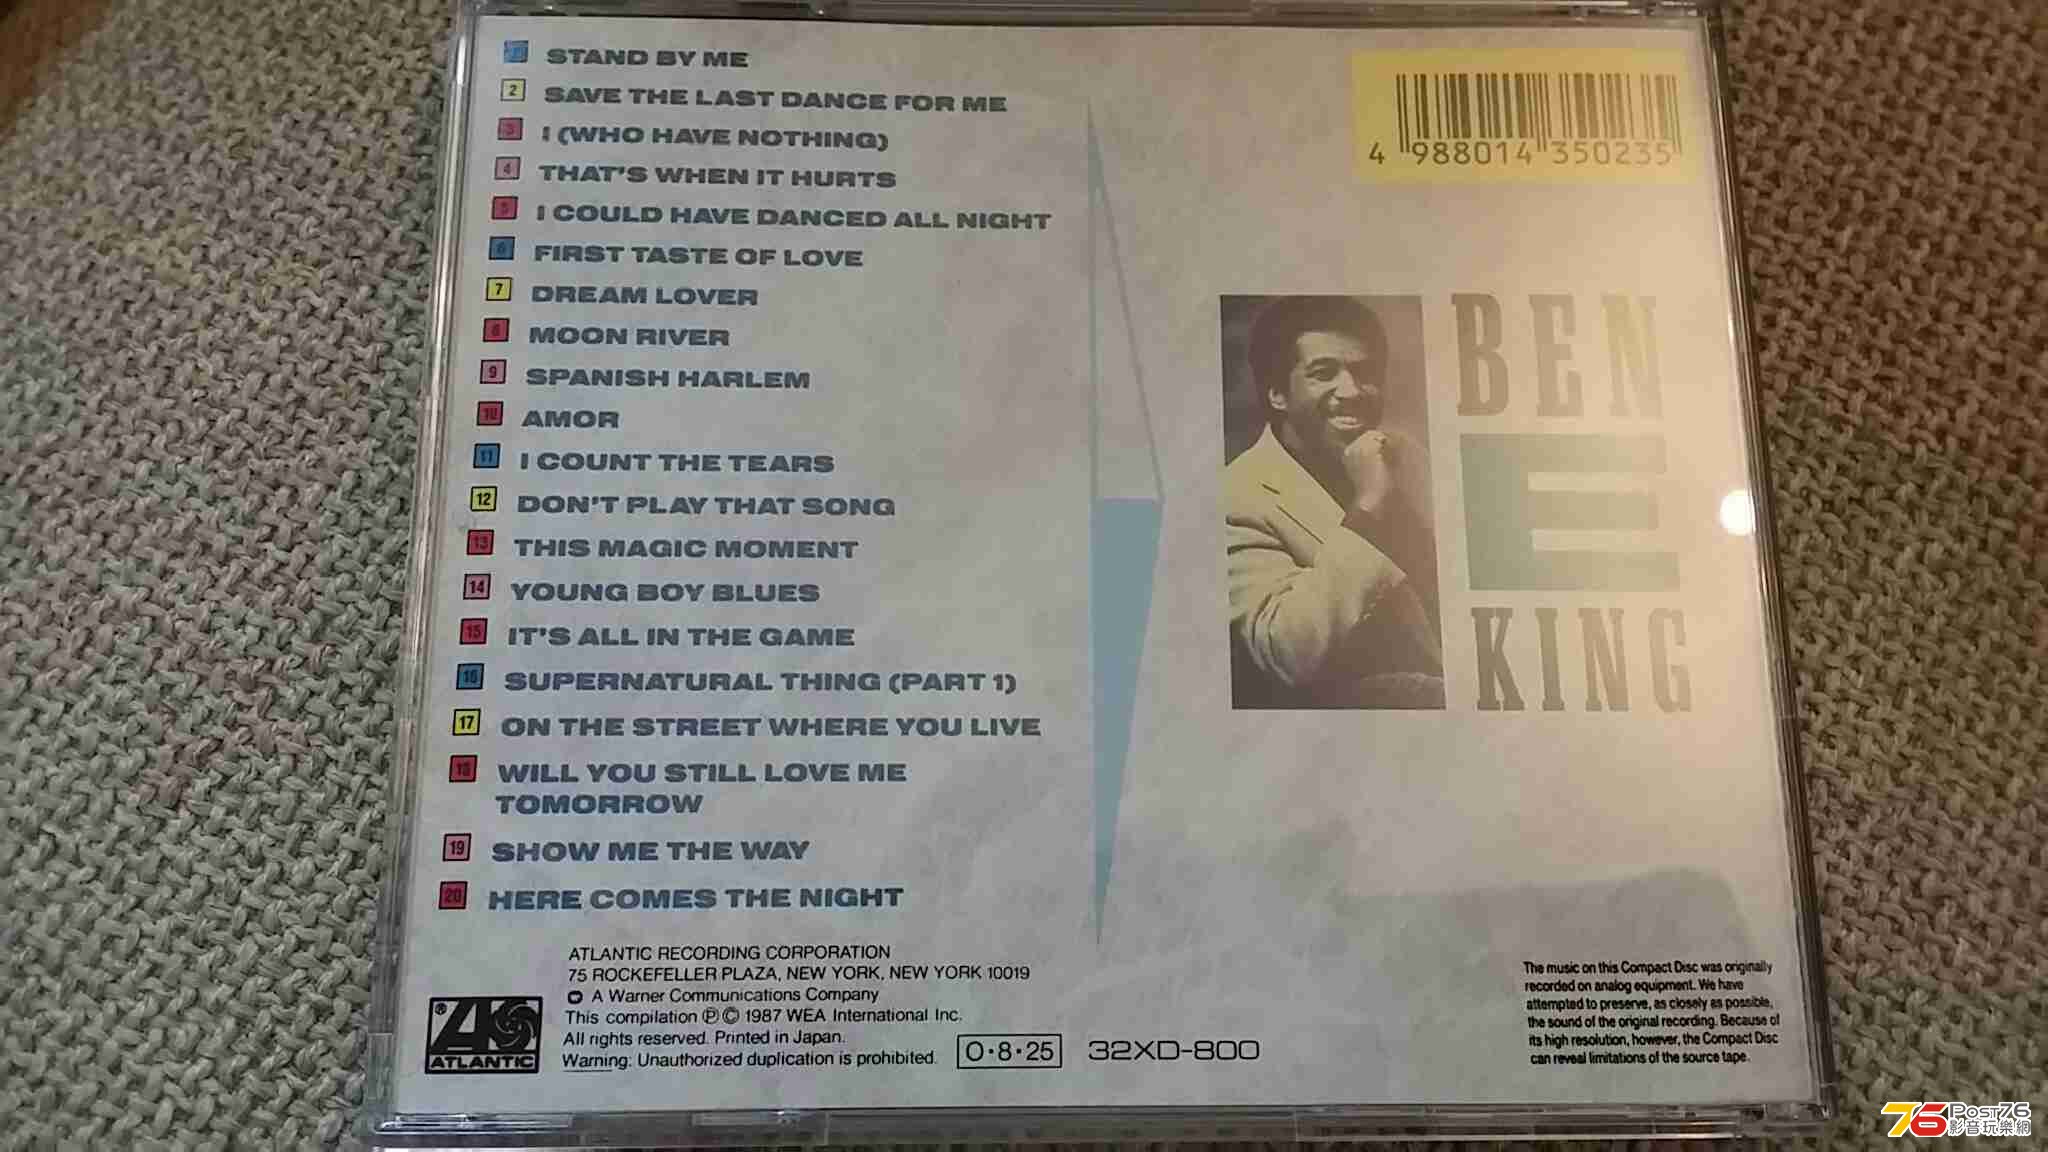 1 STAND BY ME
2 SAVE THE LAST DANCE FOR ME
3 I (WHO HAVE NOTHING)
4 THAT'S WHEN IT HURTS
5 I COULD HAVE DANCED ALL NIGHT
6 FIRST TASTE OF LOVE
7 DREAM LOVER
8 MOON RIVER
9 SPANISH HARLEM
10 AMOR
11 I COUNT THE TEARS
12 DON'T PLAY THAT SONG
13 THIS MAGIC MOMENT
14 YOUNG BOY BLUES
15 IT'S ALL IN THE GAME
16 SUPERNATURAL THING (PART 1)
17 ON THE STREET WHERE YOU LIVE
18 WILL YOU STILL LOVE ME
TOMORROW
19 SHOW ME THE WAY
20 HERE COMES THE NIGHT
4 988014 350235
BEN
E
KING
ATLANTIC RECORDING CORPORATION
75 ROCKEFELLER PLAZA, NEW YORK, NEW YORK 10019
A Warner Communications Company
This compilation ℗ © 1987 WEA International Inc.
All rights reserved. Printed in Japan.
Warning: Unauthorized duplication is prohibited.
® ATLANTIC
O·8·25
32XD-800
The music on this Compact Disc was originally
recorded on analog equipment. We have
attempted to preserve, as closely as possible,
the sound of the original recording. Because of
its high resolution, however, the Compact Disc
can reveal limitations of the source tape.
76 Post76
影音玩樂網